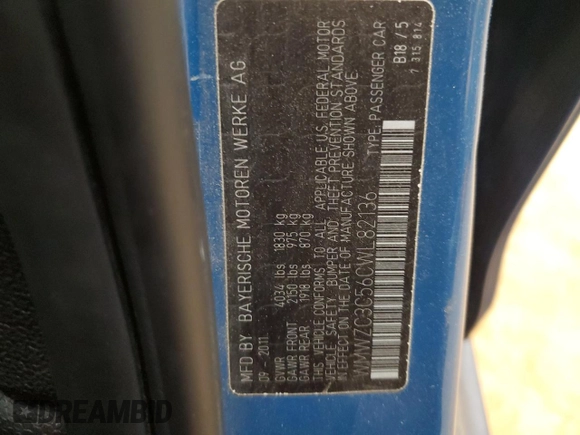 MFD BY BAYERISCHE MOTOREN WERKE AG
09 - 2011
GVWR 4034 lbs 1830 kg
GAWR FRONT 2150 lbs 975 kg
GAWR REAR 1918 lbs 870 kg
THIS VEHICLE CONFORMS TO ALL APPLICABLE U.S. FEDERAL MOTOR
VEHICLE SAFETY, BUMPER AND THEFT PREVENTION STANDARDS
IN EFFECT ON THE DATE OF MANUFACTURE SHOWN ABOVE.
WMWZC3C56CWL82136 TYPE: PASSENGER CAR
B18 / 5
7 315 814
DREAMBID